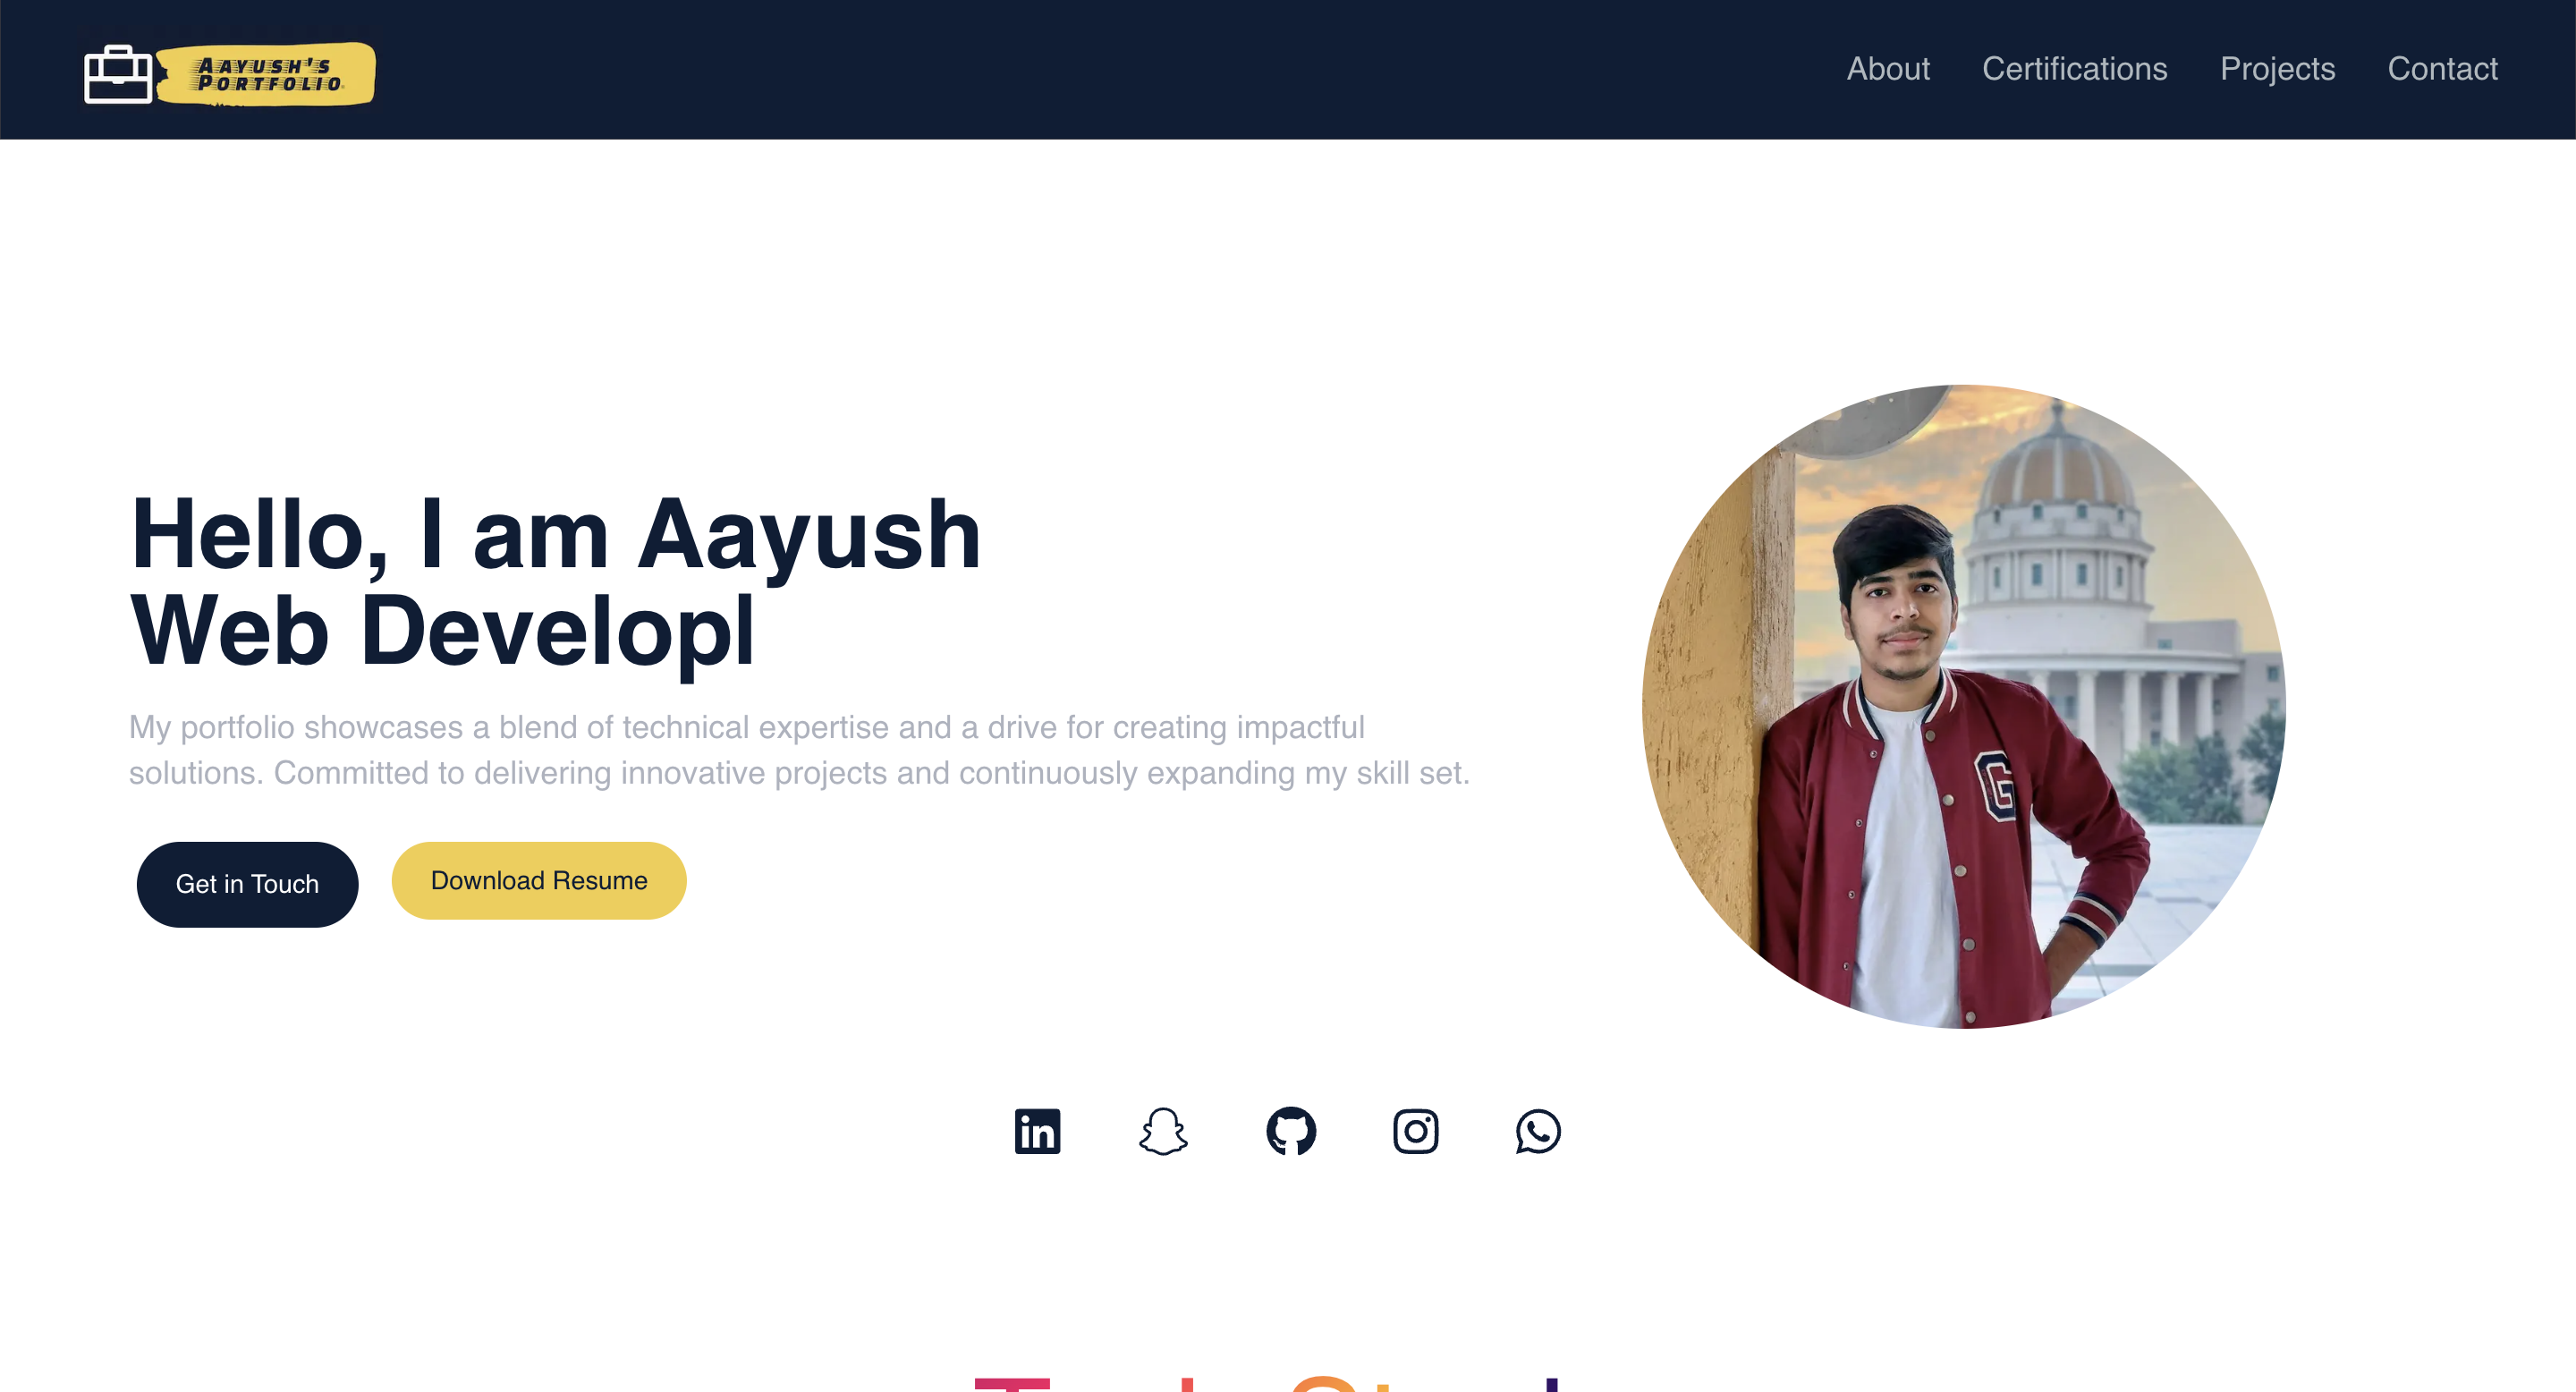 AAYUSH'S
PORTFOLIO
About Certifications Projects Contact
Hello, I am Aayush
Web Developl
My portfolio showcases a blend of technical expertise and a drive for creating impactful
solutions. Committed to delivering innovative projects and continuously expanding my skill set.
Get in Touch Download Resume
G
in